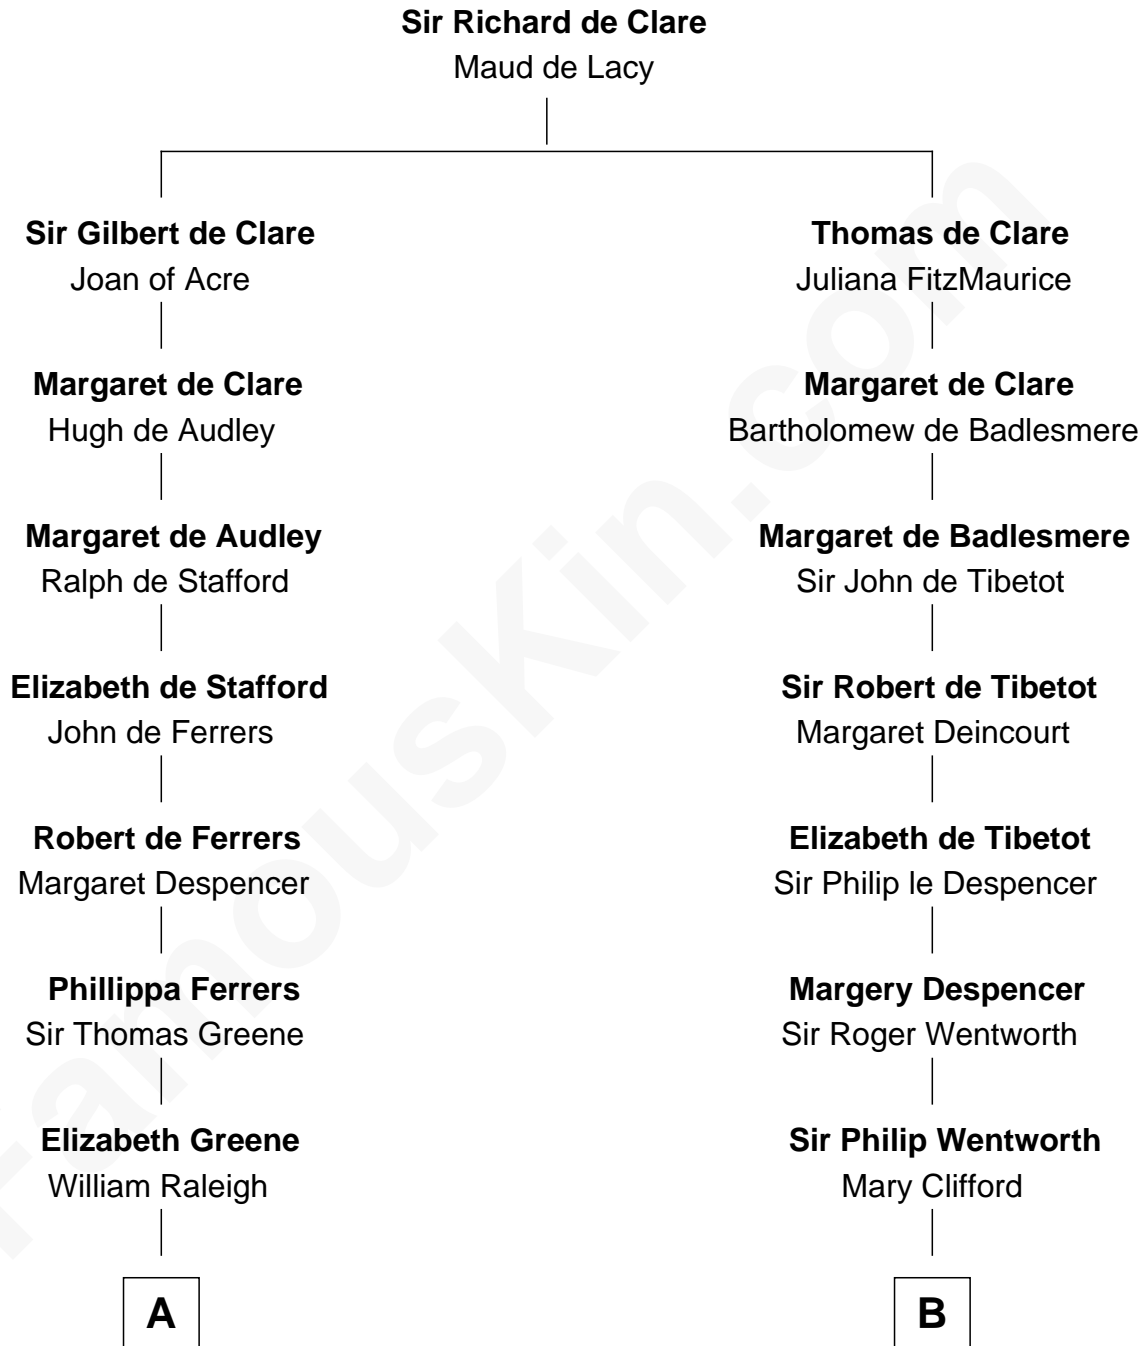 Sir Richard de Clare
Maud de Lacy
Sir Gilbert de Clare
Joan of Acre
Margaret de Clare
Hugh de Audley
Margaret de Audley
Ralph de Stafford
Elizabeth de Stafford
John de Ferrers
Robert de Ferrers
Margaret Despencer
Phillippa Ferrers
Sir Thomas Greene
Elizabeth Greene
William Raleigh
A
Thomas de Clare
Juliana FitzMaurice
Margaret de Clare
Bartholomew de Badlesmere
Margaret de Badlesmere
Sir John de Tibetot
Sir Robert de Tibetot
Margaret Deincourt
Elizabeth de Tibetot
Sir Philip le Despencer
Margery Despencer
Sir Roger Wentworth
Sir Philip Wentworth
Mary Clifford
B
FamousKin.com